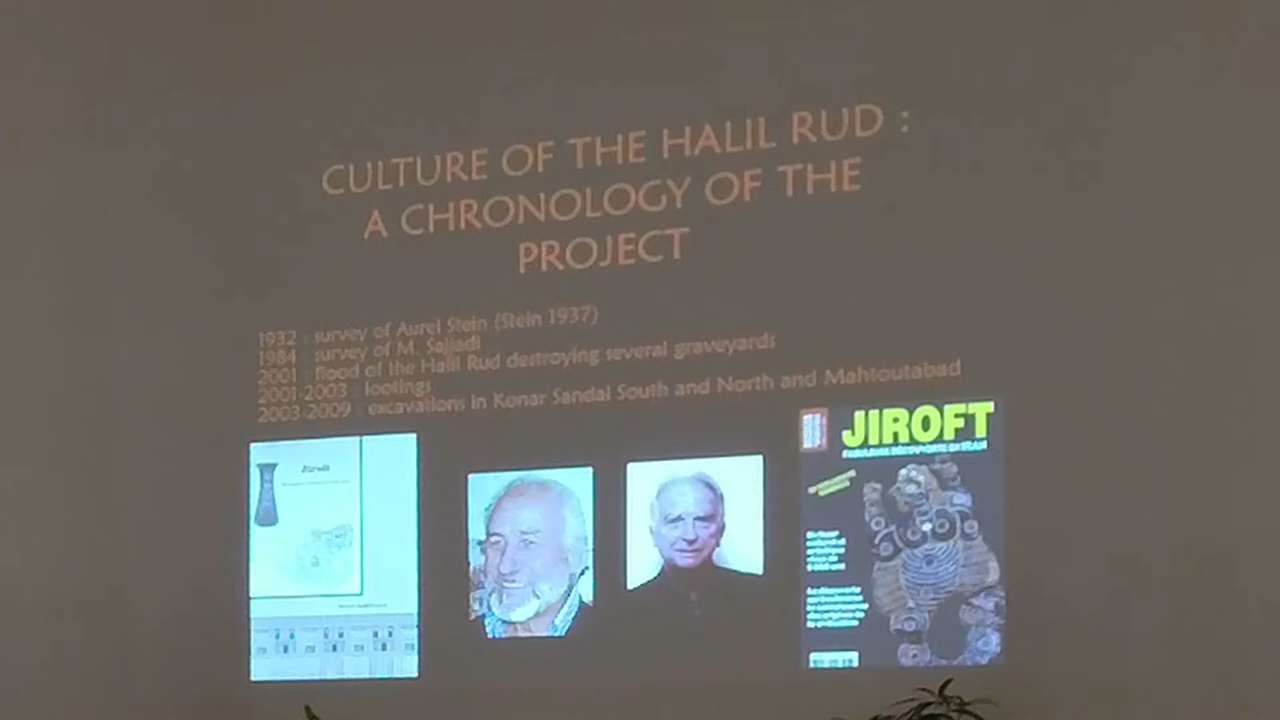 CULTURE OF THE HALIL RUD :
A CHRONOLOGY OF THE
PROJECT
1932 : survey of Aurel Stein (Stein 1937)
1984 : survey of M. Sajjadi
2001 : flood of the Halil Rud destroying several graveyards
2001-2003 : lootings
2003-2009 : excavations in Konar Sandal South and North and Mahtoutabad
JIROFT